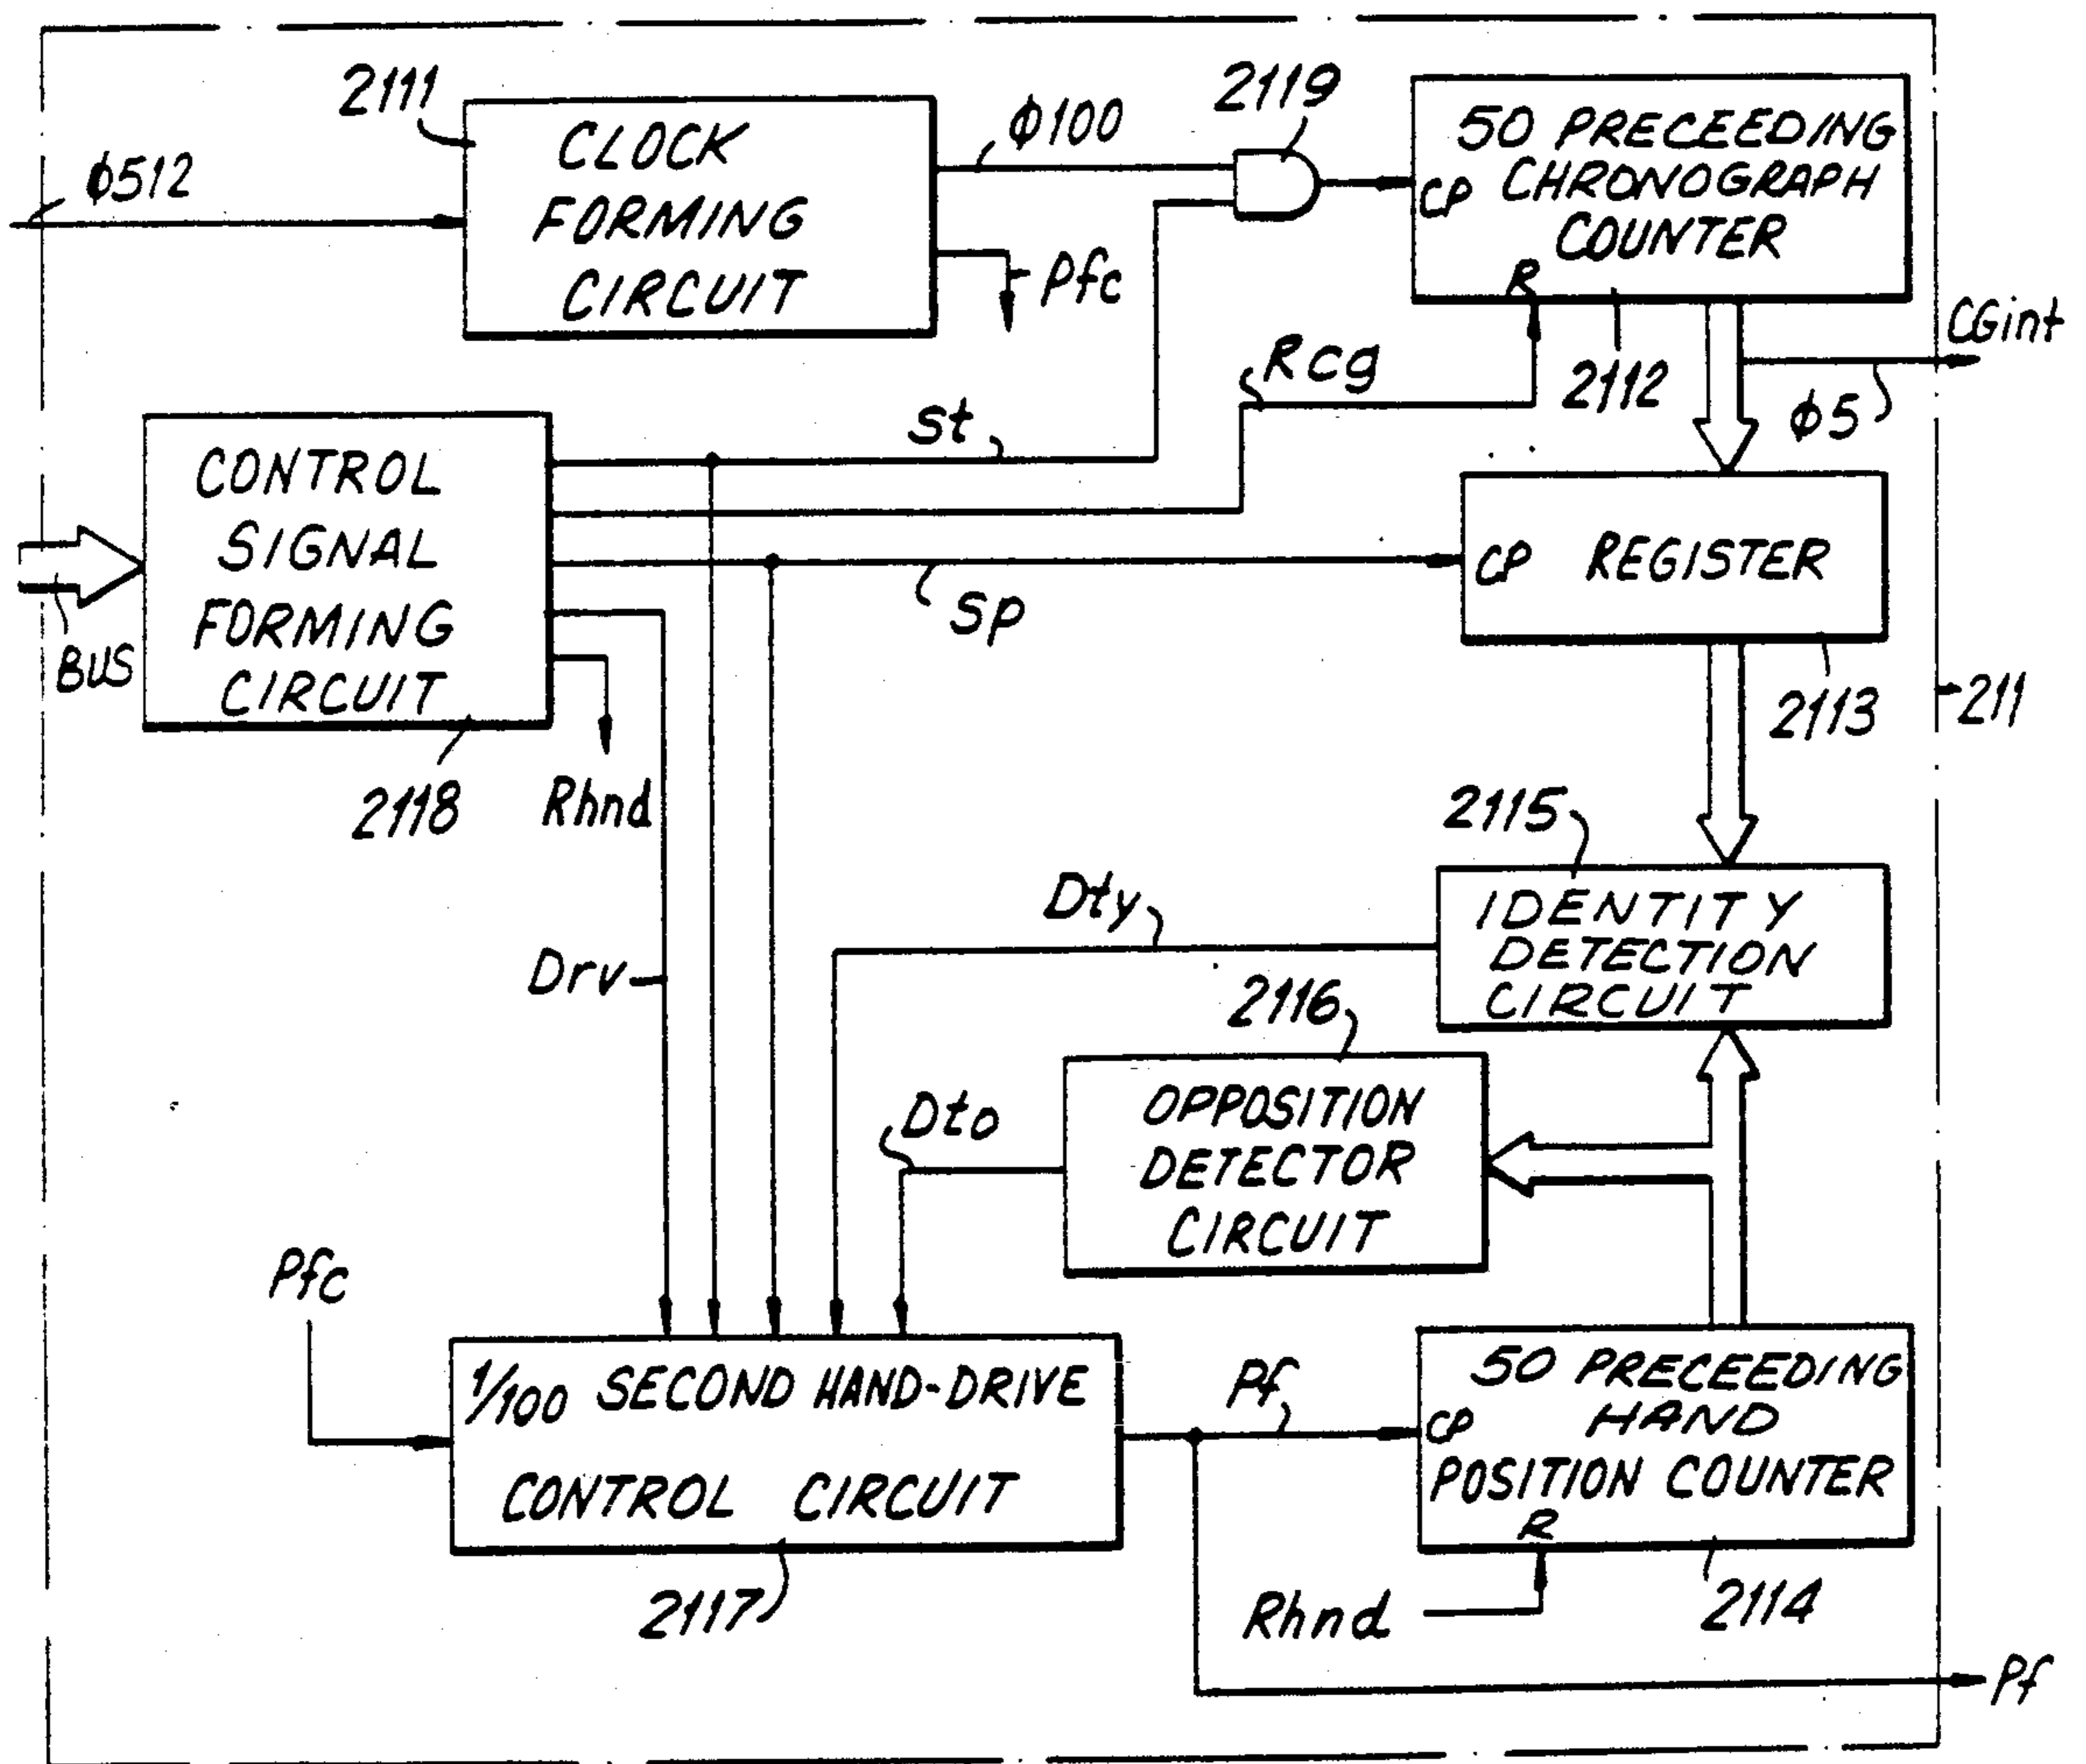 2111
CLOCK
FORMING
CIRCUIT
ϕ512
ϕ100
Pfc
2119
50 PRECEEDING
CHRONOGRAPH
COUNTER
CP
R
2112
CGint
ϕ5
Rcg
St
CONTROL
SIGNAL
FORMING
CIRCUIT
BUS
2118
Rhnd
SP
CP REGISTER
2113
211
2115
IDENTITY
DETECTION
CIRCUIT
Dty
Drv
2116
OPPOSITION
DETECTOR
CIRCUIT
Dto
Pfc
1/100 SECOND HAND-DRIVE
CONTROL CIRCUIT
2117
Pf
50 PRECEEDING
HAND
CP
POSITION COUNTER
R
Rhnd
2114
Pf